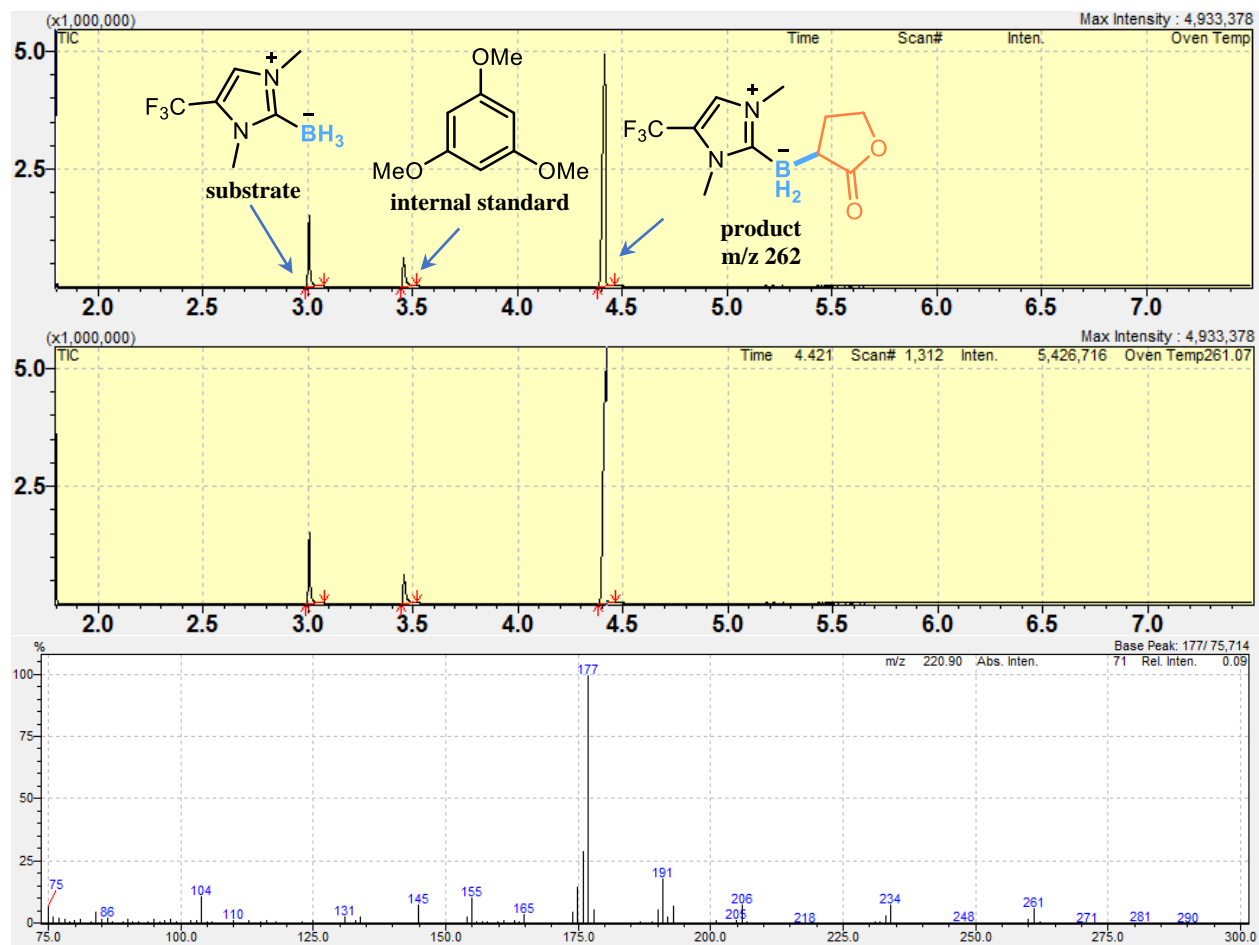 (x1,000,000) Max Intensity : 4,933,378
TIC Time Scan# Inten. Oven Temp
5.0
2.5
F3C
N
+
N
−
BH3
substrate
OMe
MeO
OMe
internal standard
F3C
N
+
N
−
B
H2
O
O
product
m/z 262
2.0 2.5 3.0 3.5 4.0 4.5 5.0 5.5 6.0 6.5 7.0
(x1,000,000) Max Intensity : 4,933,378
TIC Time 4.421 Scan# 1,312 Inten. 5,426,716 Oven Temp261.07
5.0
2.5
2.0 2.5 3.0 3.5 4.0 4.5 5.0 5.5 6.0 6.5 7.0
% Base Peak: 177/ 75,714
m/z 220.90 Abs. Inten. 71 Rel. Inten. 0.09
100
75
50
25
0
177
75
86
104
110
131
145
155
165
191
205
206
218
234
248
261
271
281
290
75.0 100.0 125.0 150.0 175.0 200.0 225.0 250.0 275.0 300.0